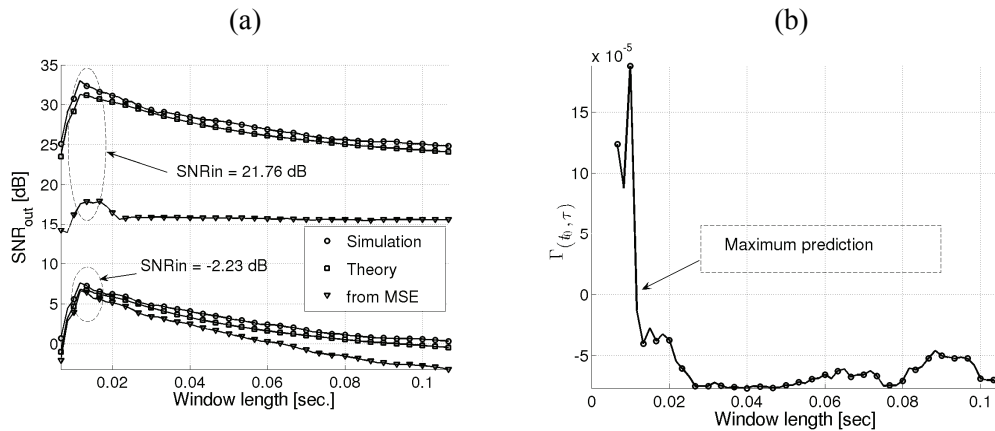 (a)
(b)
35
30
25
20
15
10
5
0
SNRout [dB]
SNRin = 21.76 dB
SNRin = -2.23 dB
Simulation
Theory
from MSE
0.02
0.04
0.06
0.08
0.1
Window length [sec.]
x 10-5
15
10
5
0
-5
Γ(t0,τ)
Maximum prediction
0
0.02
0.04
0.06
0.08
0.1
Window length [sec]